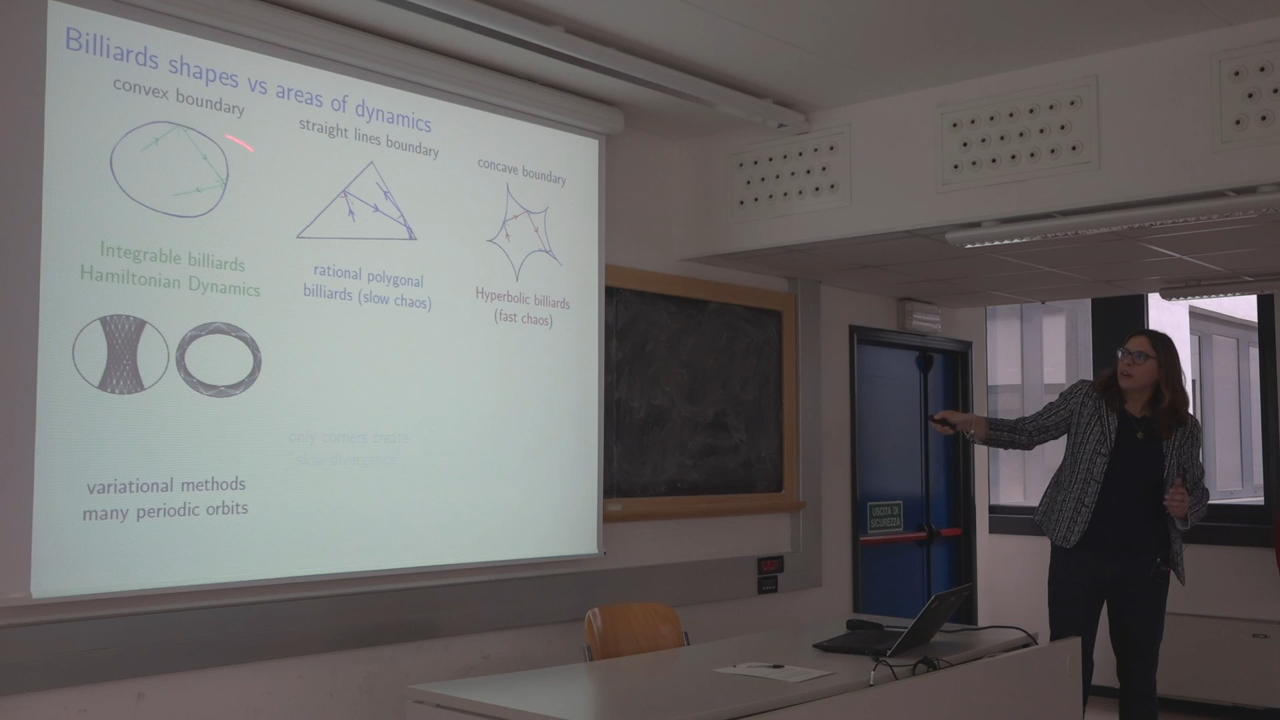 Billiards shapes vs areas of dynamics
convex boundary
straight lines boundary
concave boundary
Integrable billiards
Hamiltonian Dynamics
rational polygonal
billiards (slow chaos)
Hyperbolic billiards
(fast chaos)
only corners create
slow divergence
variational methods
many periodic orbits
USCITA DI
SICUREZZA